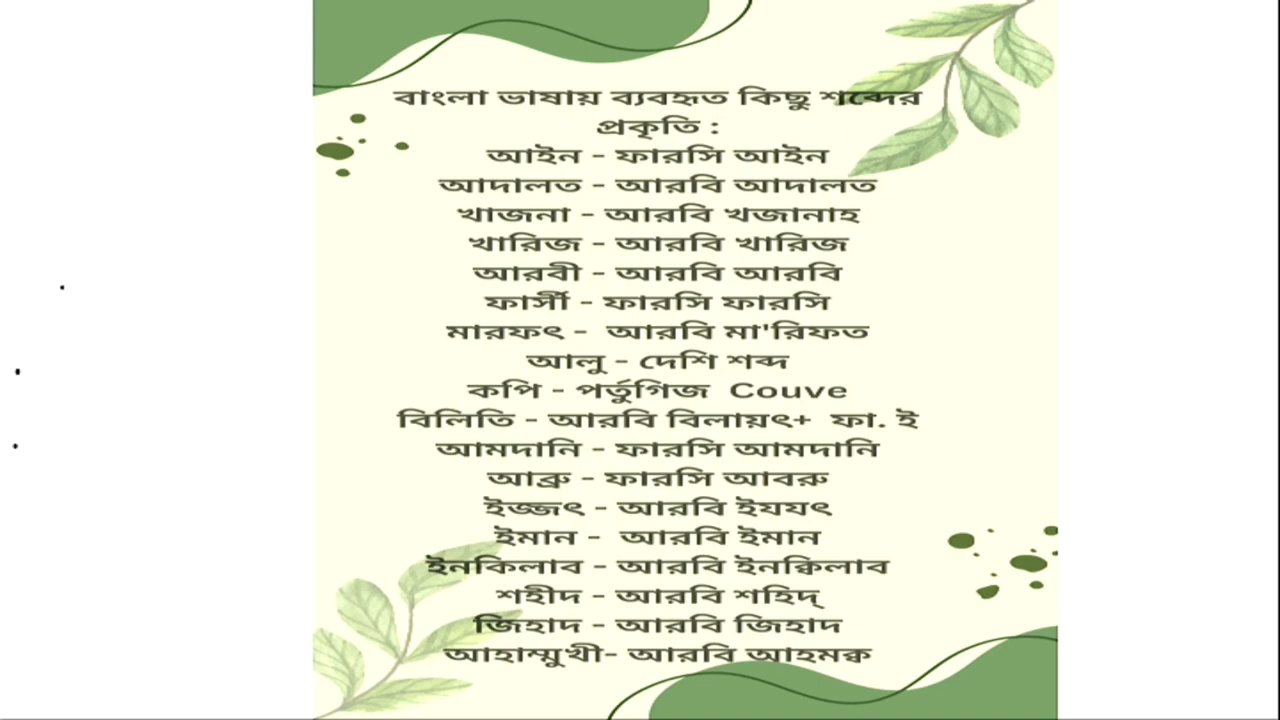 বাংলা ভাষায় ব্যবহৃত কিছু শব্দের
প্রকৃতি :
আইন - ফারসি আইন
আদালত - আরবি আদালত
খাজনা - আরবি খজানাহ
খারিজ - আরবি খারিজ
আরবী - আরবি আরবি
ফার্সী - ফারসি ফারসি
মারফৎ - আরবি মা'রিফত
আলু - দেশি শব্দ
কপি - পর্তুগিজ Couve
বিলিতি - আরবি বিলায়ৎ+ ফা. ই
আমদানি - ফারসি আমদানি
আব্রু - ফারসি আবরু
ইজ্জৎ - আরবি ইযযৎ
ইমান - আরবি ইমান
ইনকিলাব - আরবি ইনক্বিলাব
শহীদ - আরবি শহিদ্
জিহাদ - আরবি জিহাদ
আহাম্মুখী- আরবি আহমক্ব